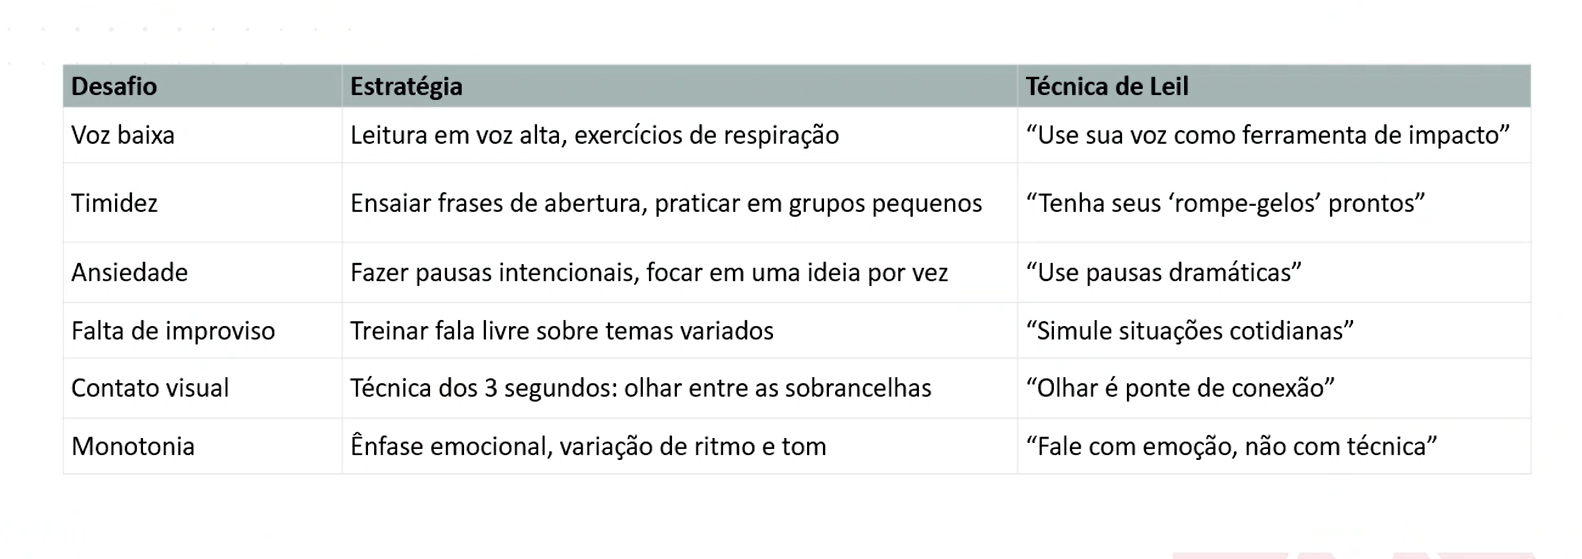 Desafio Estratégia Técnica de Leil
Voz baixa Leitura em voz alta, exercícios de respiração “Use sua voz como ferramenta de impacto”
Timidez Ensaiar frases de abertura, praticar em grupos pequenos “Tenha seus ‘rompe-gelos’ prontos”
Ansiedade Fazer pausas intencionais, focar em uma ideia por vez “Use pausas dramáticas”
Falta de improviso Treinar fala livre sobre temas variados “Simule situações cotidianas”
Contato visual Técnica dos 3 segundos: olhar entre as sobrancelhas “Olhar é ponte de conexão”
Monotonia Ênfase emocional, variação de ritmo e tom “Fale com emoção, não com técnica”